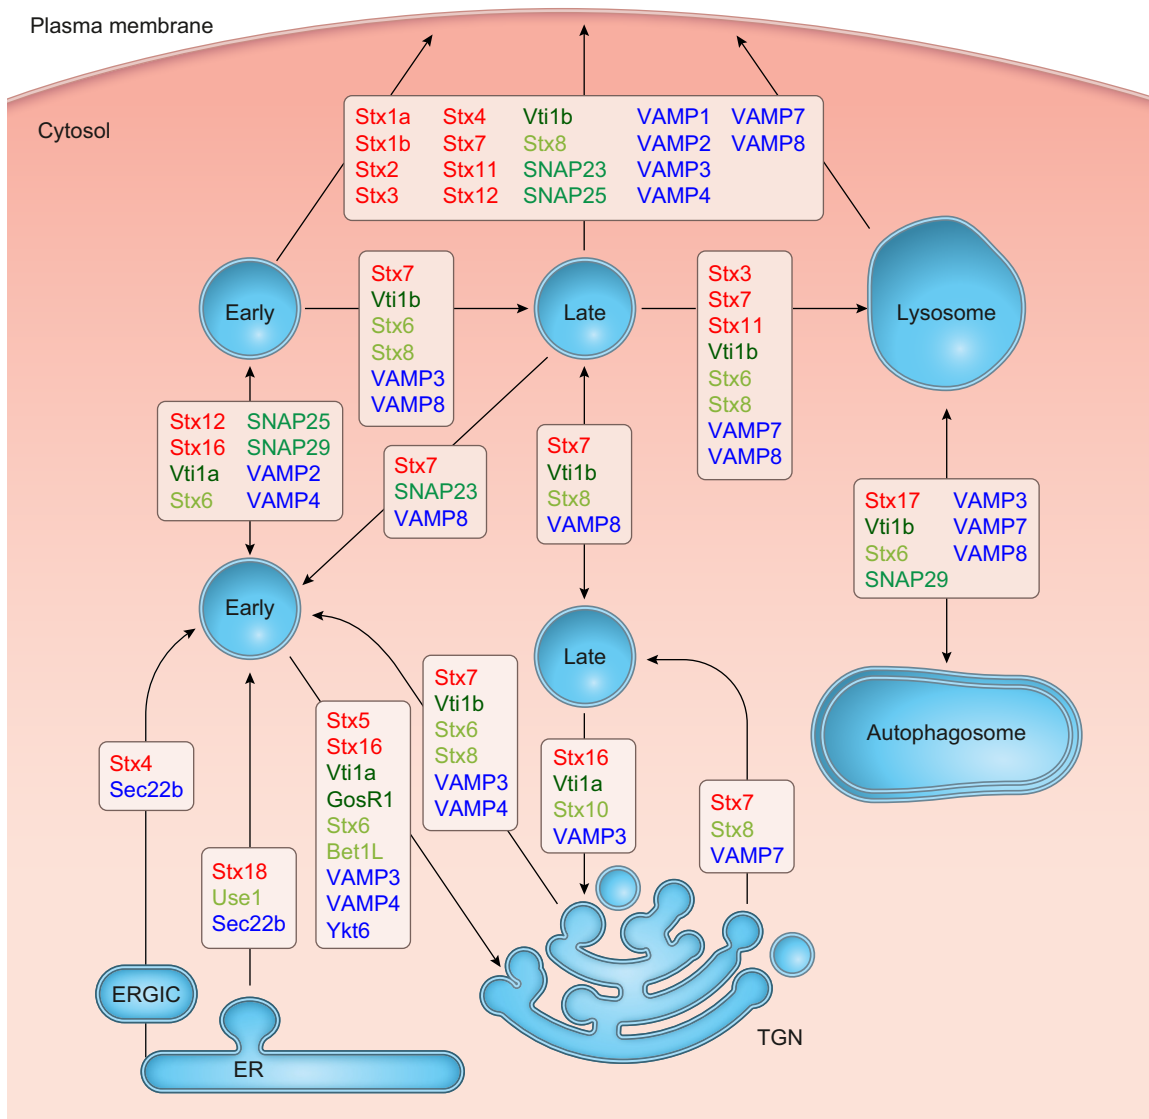 Plasma membrane
Cytosol
Stx1a Stx4 Vti1b VAMP1 VAMP7
Stx1b Stx7 Stx8 VAMP2 VAMP8
Stx2 Stx11 SNAP23 VAMP3
Stx3 Stx12 SNAP25 VAMP4
Early
Stx7
Vti1b
Stx6
Stx8
VAMP3
VAMP8
Late
Stx3
Stx7
Stx11
Vti1b
Stx6
Stx8
VAMP7
VAMP8
Lysosome
Stx12 SNAP25
Stx16 SNAP29
Vti1a VAMP2
Stx6 VAMP4
Stx7
SNAP23
VAMP8
Stx7
Vti1b
Stx8
VAMP8
Stx17 VAMP3
Vti1b VAMP7
Stx6 VAMP8
SNAP29
Early
Late
Autophagosome
Stx4
Sec22b
Stx18
Use1
Sec22b
Stx5
Stx16
Vti1a
GosR1
Stx6
Bet1L
VAMP3
VAMP4
Ykt6
Stx7
Vti1b
Stx6
Stx8
VAMP3
VAMP4
Stx16
Vti1a
Stx10
VAMP3
Stx7
Stx8
VAMP7
ERGIC
ER
TGN